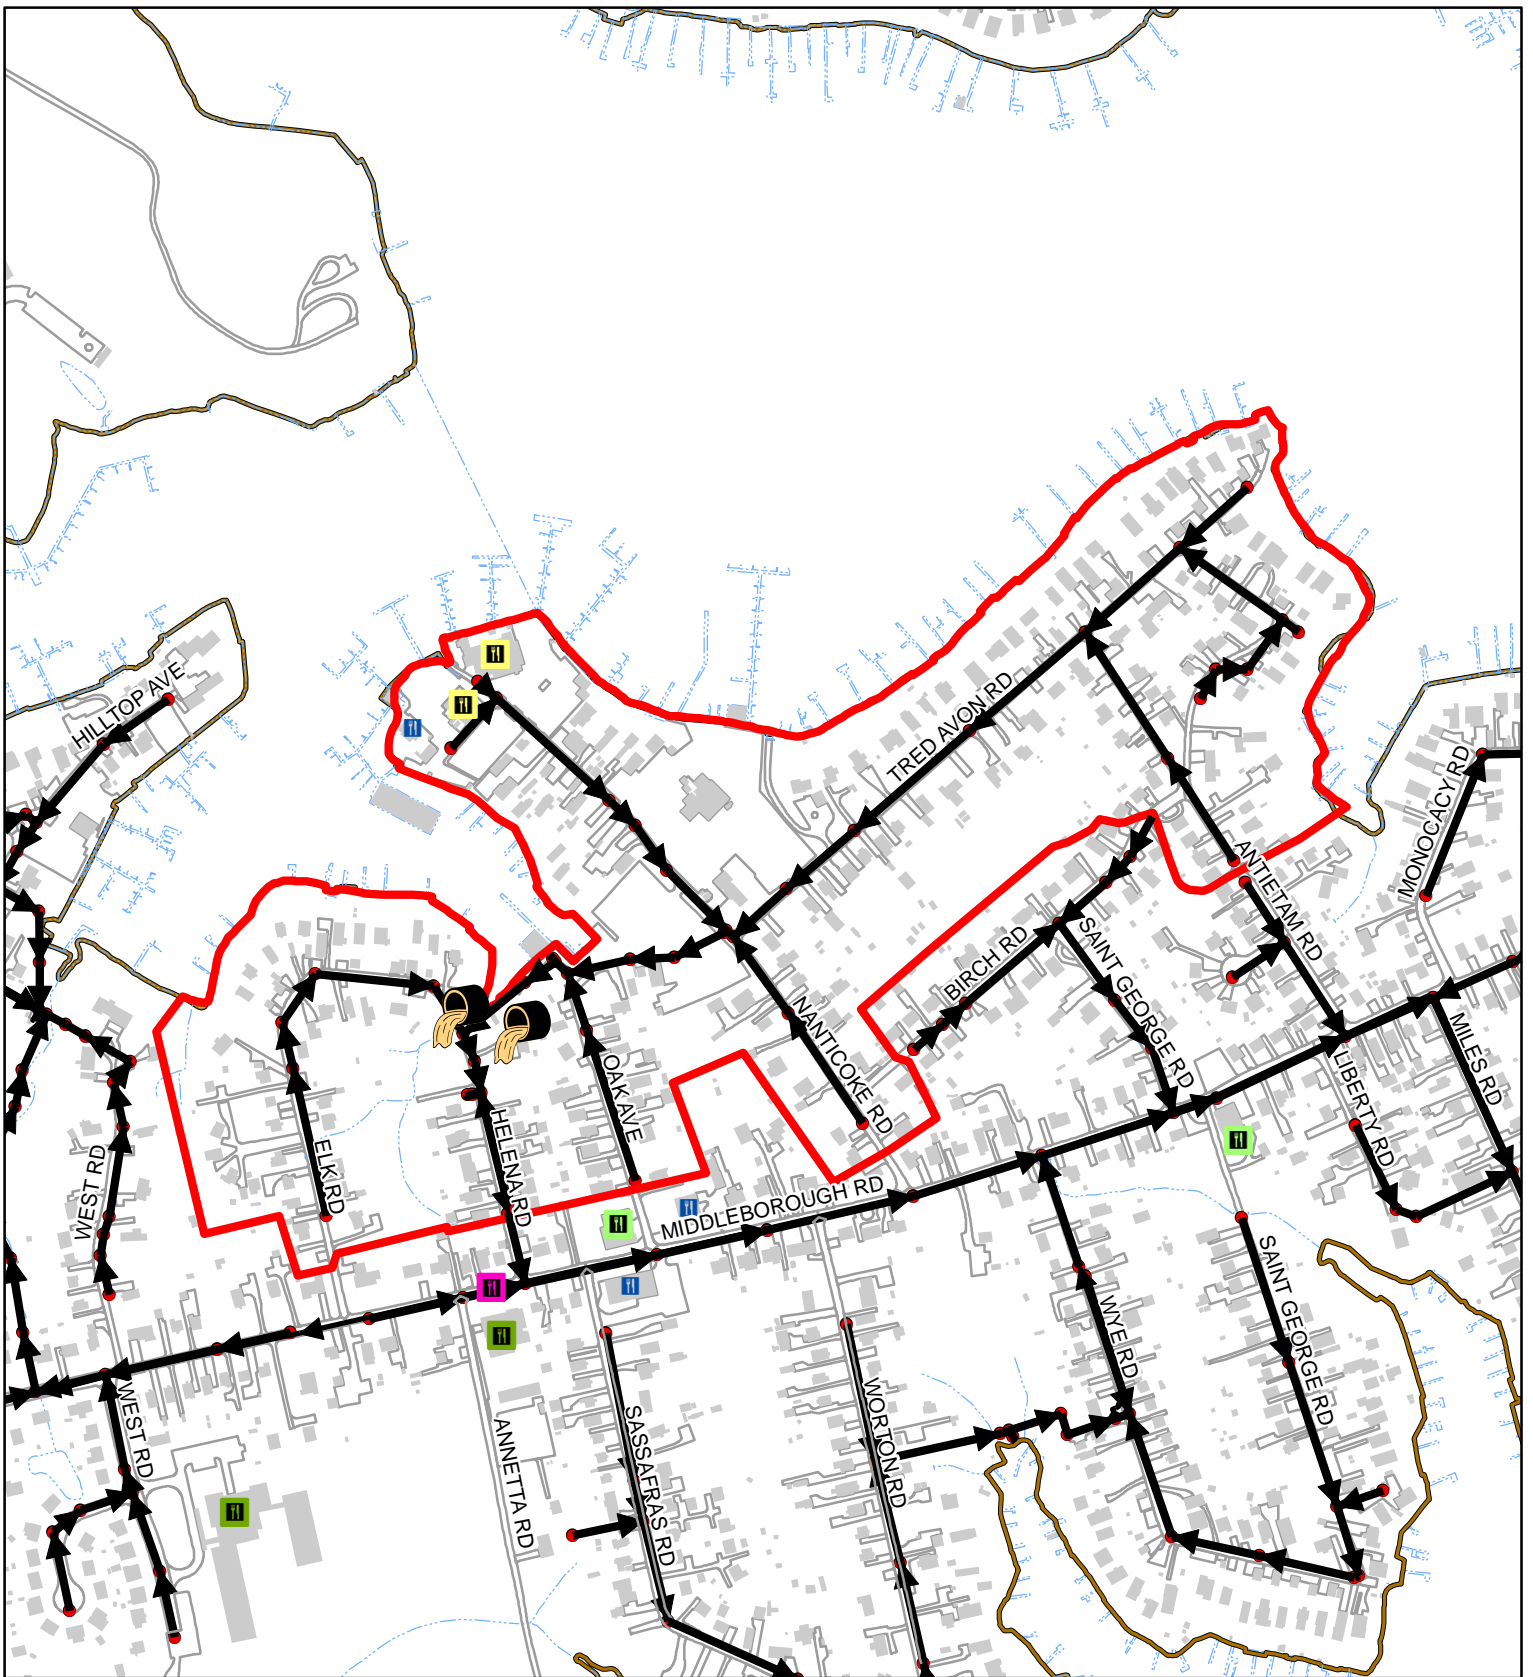 HILLTOP AVE
TRED AVON RD
MONOCACY RD
ANTIETAM RD
BIRCH RD
SAINT GEORGE RD
NANTICOKE RD
MILES RD
OAK AVE
LIBERTY RD
HELENA RD
ELK RD
WEST RD
MIDDLEBOROUGH RD
SAINT GEORGE RD
WYE RD
WEST RD
WORTON RD
SASSAFRAS RD
ANNETTA RD